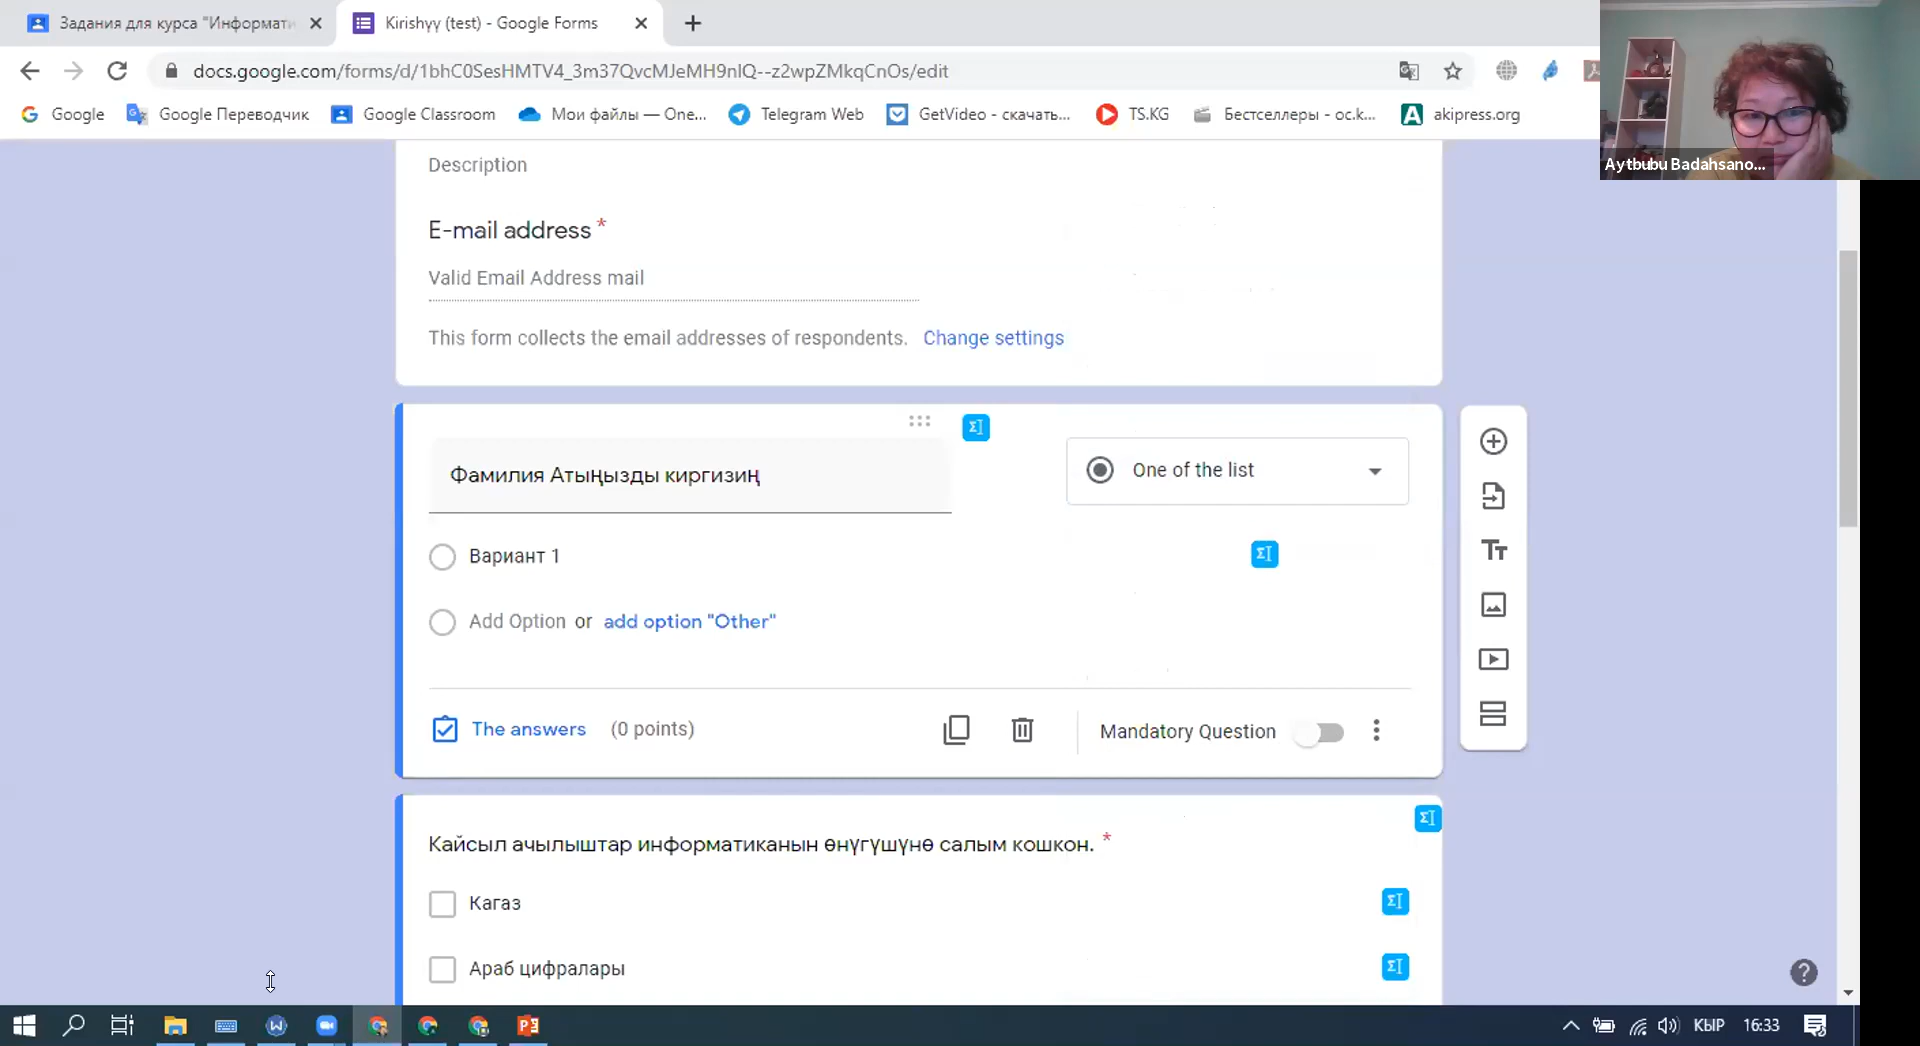 Задания для курса "Информати
Kirishyy (test) - Google Forms
docs.google.com/forms/d/1bhC0SesHMTV4_3m37QvcMJeMH9nIQ--z2wpZMkqCnOs/edit
Google
Google Переводчик
Google Classroom
Мои файлы — One...
Telegram Web
GetVideo - скачать...
TS.KG
Бестселлеры - oc.k...
akipress.org
Aytbubu Badahsano...
Description
E-mail address *
Valid Email Address mail
This form collects the email addresses of respondents. Change settings
Фамилия Атыңызды киргизиң
One of the list
Вариант 1
Add Option or add option "Other"
The answers (0 points)
Mandatory Question
Кайсыл ачылыштар информатиканын өнүгүшүнө салым кошкон. *
Кагаз
Араб цифралары
КЫР
16:33